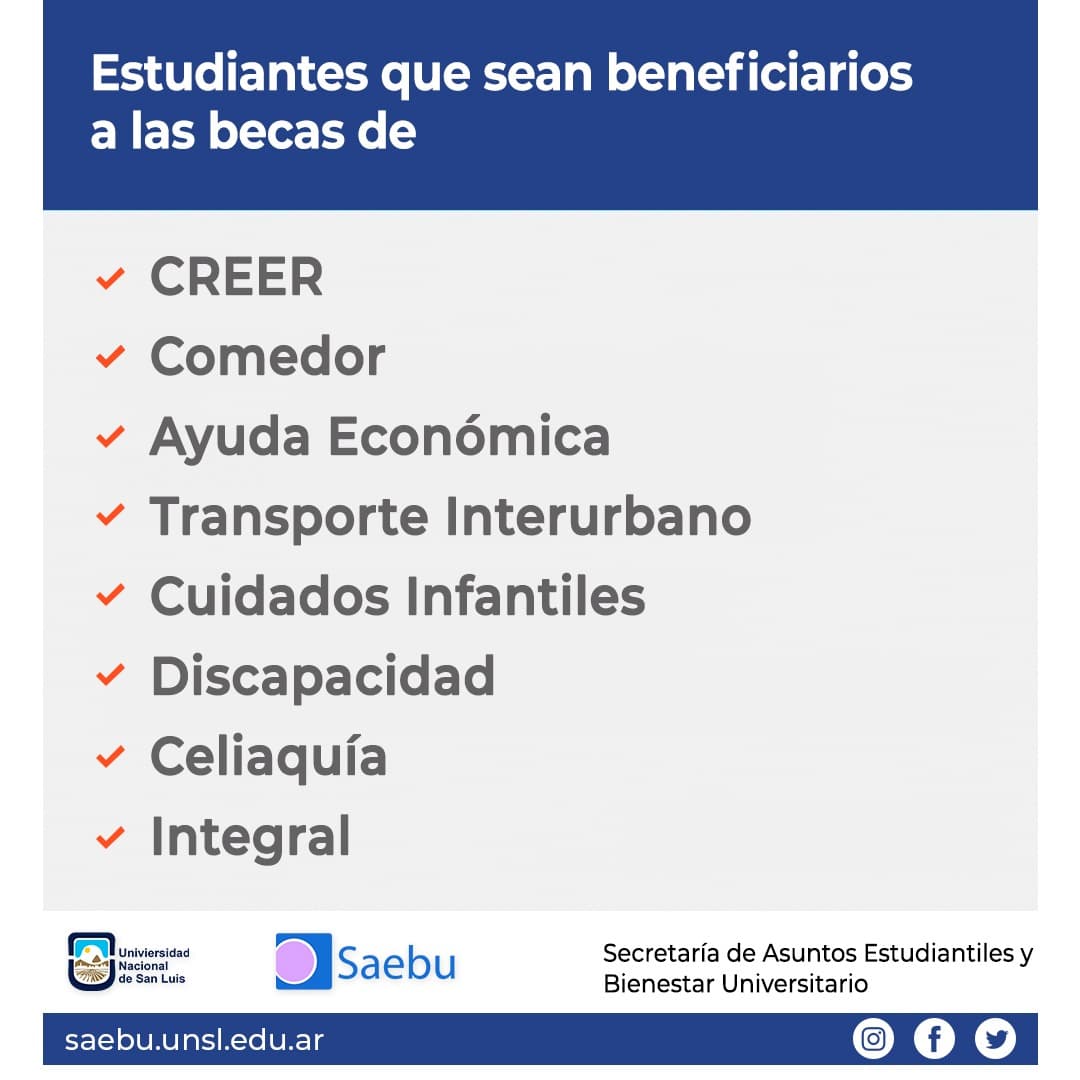 Estudiantes que sean beneficiarios
a las becas de
CREER
Comedor
Ayuda Económica
Transporte Interurbano
Cuidados Infantiles
Discapacidad
Celiaquía
Integral
Univiersidad
Nacional
de San Luis
Saebu
Secretaría de Asuntos Estudiantiles y
Bienestar Universitario
saebu.unsl.edu.ar